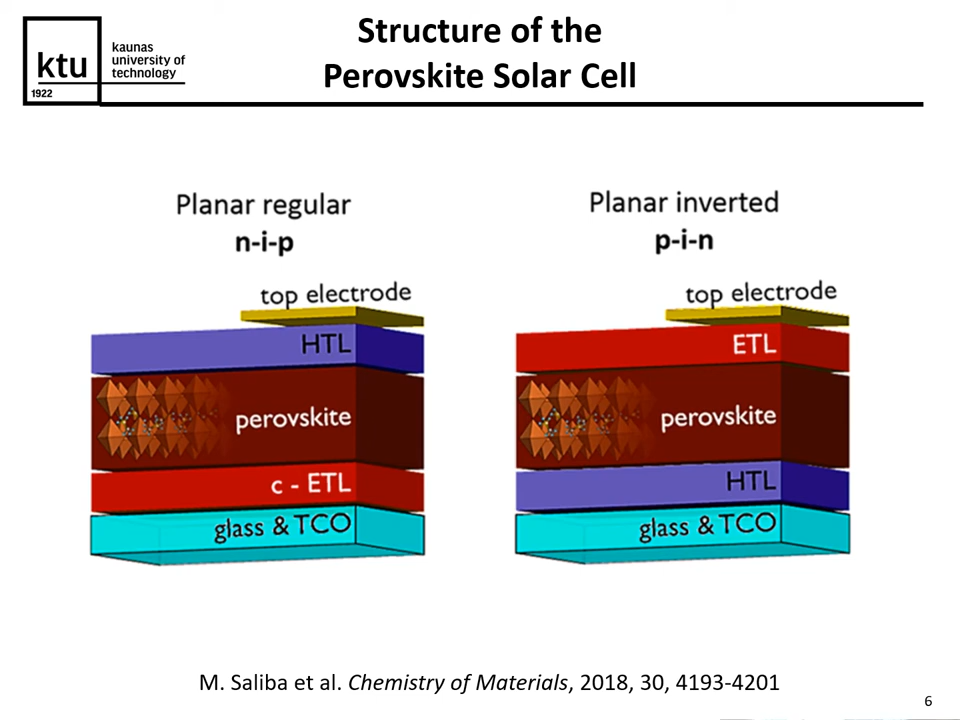 Structure of the
Perovskite Solar Cell
ktu
1922
kaunas
university of
technology
Planar regular
n-i-p
top electrode
HTL
perovskite
c - ETL
glass & TCO
Planar inverted
p-i-n
top electrode
ETL
perovskite
HTL
glass & TCO
M. Saliba et al. Chemistry of Materials, 2018, 30, 4193-4201
6